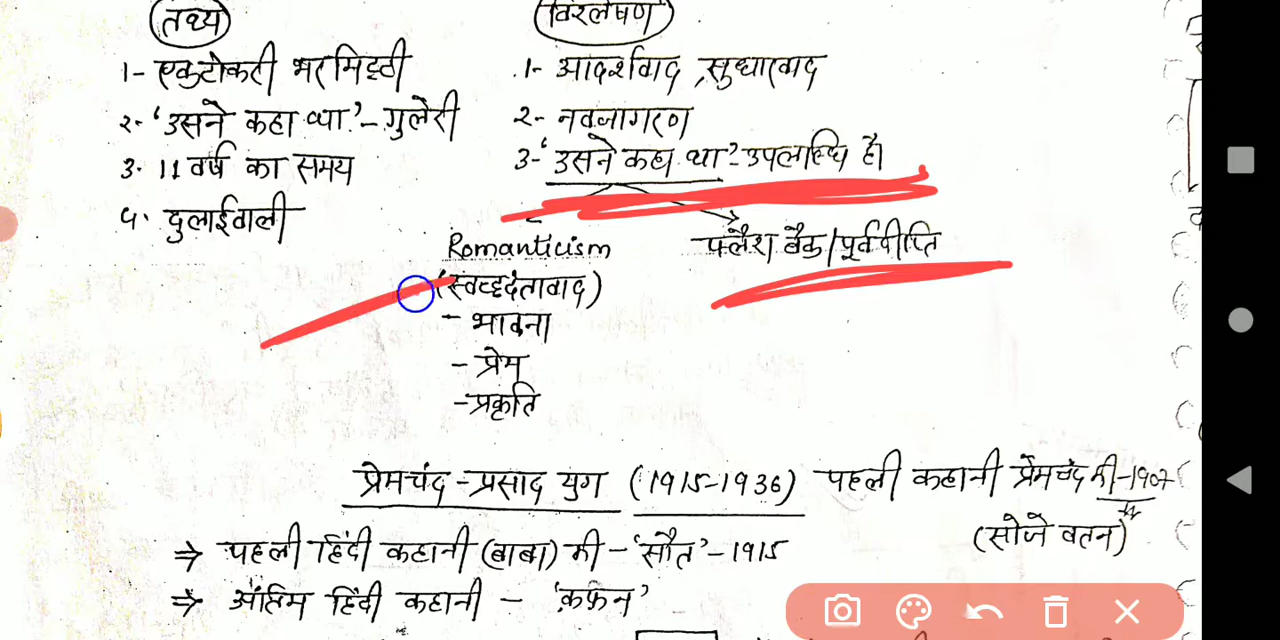 तथ्य
विश्लेषण
1- एक टोकरी भर मिट्टी
1- आदर्शवाद, सुधारवाद
2- 'उसने कहा था' - गुलेरी
2- नवजागरण
3- 11 वर्ष का समय
3- 'उसने कहा था' - उपलब्धि है।
4- दुलाईवाली
Romanticism
फ्लैश बैक / पूर्वदीप्ति
(स्वच्छंदतावाद)
- भावना
- प्रेम
- प्रकृति
प्रेमचंद - प्रसाद युग (1915-1936) पहली कहानी प्रेमचंद की - 1907
(सोजे वतन)
⇒ पहली हिंदी कहानी (बाबा) की - 'सौत' - 1915
⇒ अंतिम हिंदी कहानी - 'कफ़न'